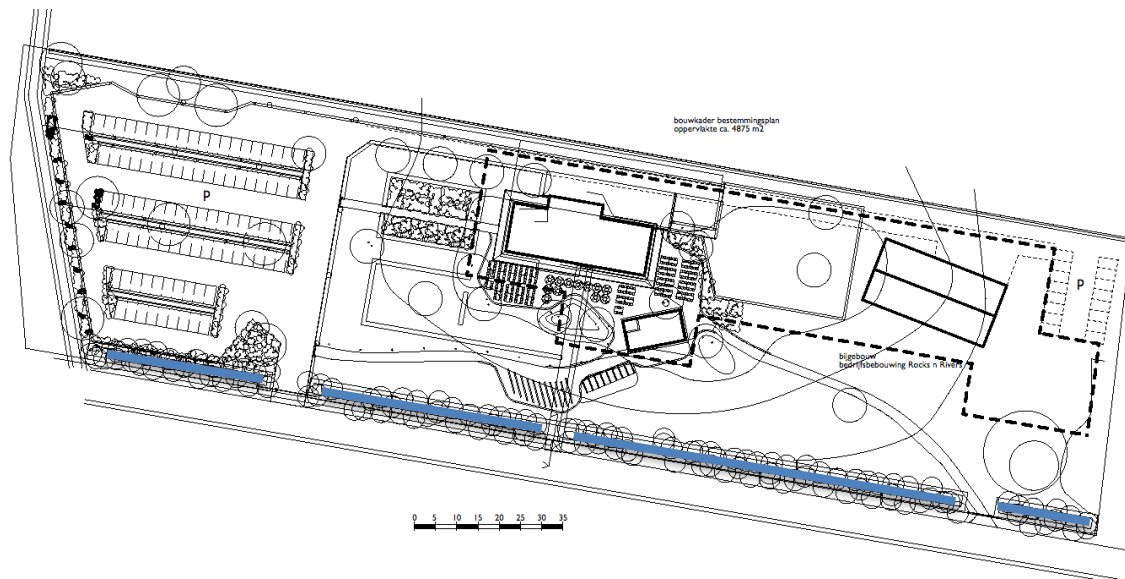 bouwkader bestemmingsplan
oppervlakte ca. 4875 m2
P
P
bijgebouw
bedrijfsbebouwing Rocks n Rivers
0 5 10 15 20 25 30 35